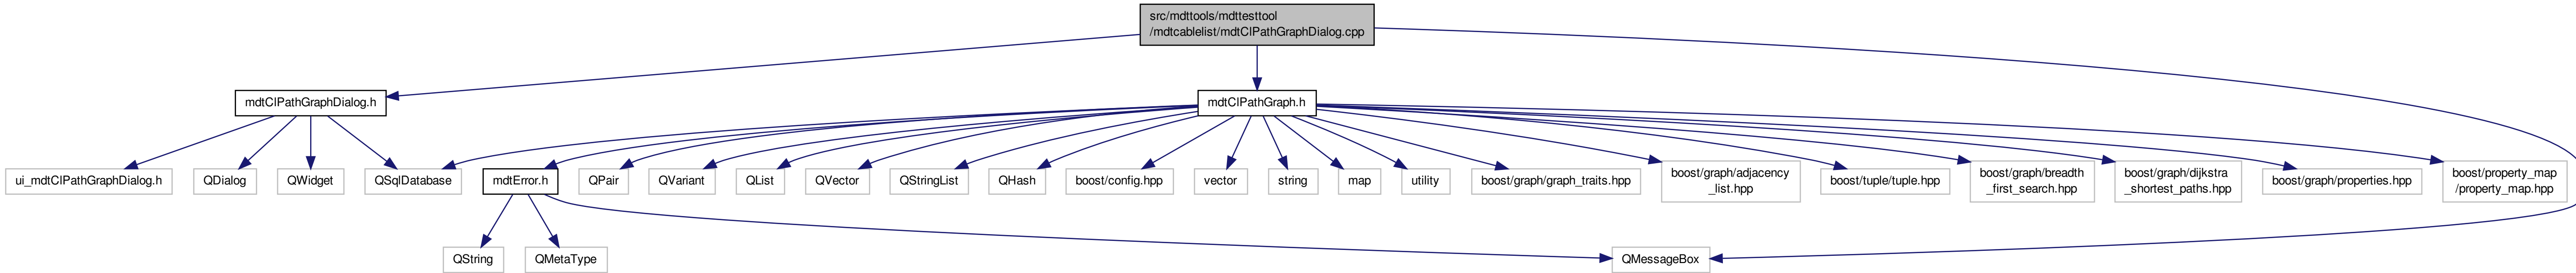 src/mdttools/mdttesttool
/mdtcablelist/mdtClPathGraphDialog.cpp
mdtClPathGraphDialog.h
mdtClPathGraph.h
ui_mdtClPathGraphDialog.h
QDialog
QWidget
QSqlDatabase
mdtError.h
QPair
QVariant
QList
QVector
QStringList
QHash
boost/config.hpp
vector
string
map
utility
boost/graph/graph_traits.hpp
boost/graph/adjacency
_list.hpp
boost/tuple/tuple.hpp
boost/graph/breadth
_first_search.hpp
boost/graph/dijkstra
_shortest_paths.hpp
boost/graph/properties.hpp
boost/property_map
/property_map.hpp
QString
QMetaType
QMessageBox